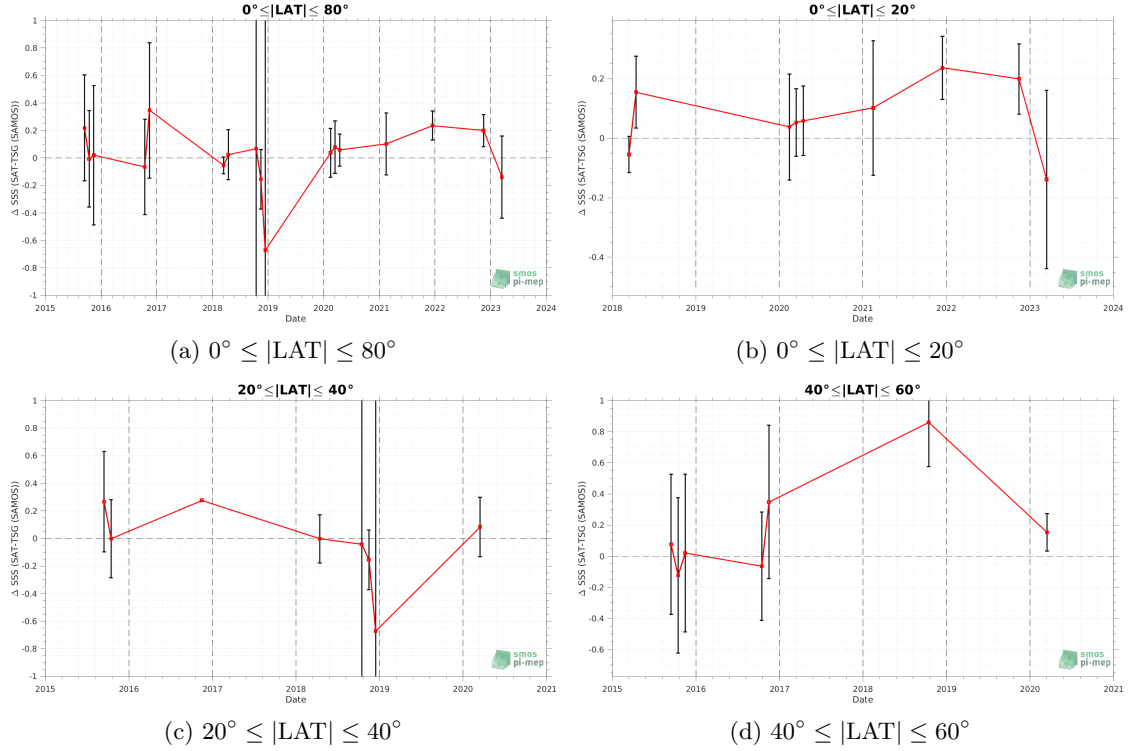 0°≤|LAT|≤ 80°
Δ SSS (SAT-TSG (SAMOS))
1
0.8
0.6
0.4
0.2
0
-0.2
-0.4
-0.6
-0.8
-1
2015 2016 2017 2018 2019 2020 2021 2022 2023 2024
Date
smos
pi-mep
(a) 0° ≤ |LAT| ≤ 80°
0°≤|LAT|≤ 20°
Δ SSS (SAT-TSG (SAMOS))
0.2
0
-0.2
-0.4
2018 2019 2020 2021 2022 2023 2024
Date
smos
pi-mep
(b) 0° ≤ |LAT| ≤ 20°
20°≤|LAT|≤ 40°
Δ SSS (SAT-TSG (SAMOS))
1
0.8
0.6
0.4
0.2
0
-0.2
-0.4
-0.6
-0.8
-1
2015 2016 2017 2018 2019 2020 2021
Date
smos
pi-mep
(c) 20° ≤ |LAT| ≤ 40°
40°≤|LAT|≤ 60°
Δ SSS (SAT-TSG (SAMOS))
1
0.8
0.6
0.4
0.2
0
-0.2
-0.4
-0.6
2015 2016 2017 2018 2019 2020 2021
Date
smos
pi-mep
(d) 40° ≤ |LAT| ≤ 60°